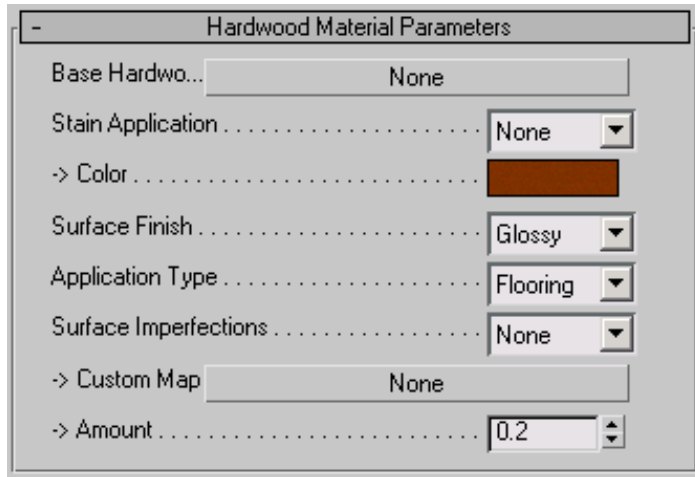 - Hardwood Material Parameters
Base Hardwo... None
Stain Application . . . . . . . . . . . . . . . . . . . . . None
-> Color . . . . . . . . . . . . . . . . . . . . . . . . . . . .
Surface Finish . . . . . . . . . . . . . . . . . . . . . . . Glossy
Application Type . . . . . . . . . . . . . . . . . . . . . Flooring
Surface Imperfections . . . . . . . . . . . . . . . . . None
-> Custom Map None
-> Amount . . . . . . . . . . . . . . . . . . . . . . . . . . 0.2